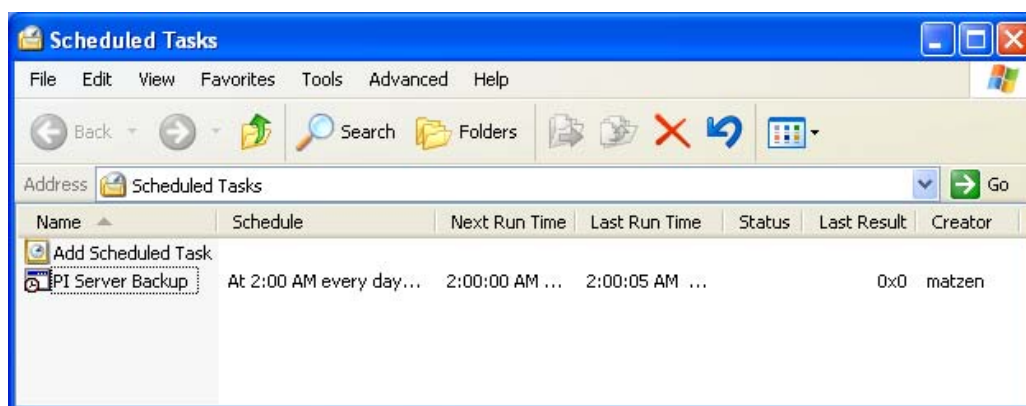 Scheduled Tasks
File Edit View Favorites Tools Advanced Help
Back Search Folders
Address Scheduled Tasks Go
Name Schedule Next Run Time Last Run Time Status Last Result Creator
Add Scheduled Task
PI Server Backup At 2:00 AM every day... 2:00:00 AM ... 2:00:05 AM ... 0x0 matzen